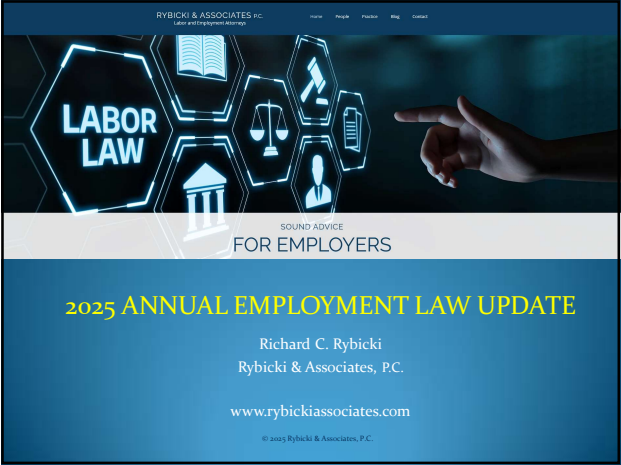 RYBICKI & ASSOCIATES P.C.
Labor and Employment Attorneys
Home People Practice Blog Contact
LABOR
LAW
SOUND ADVICE
FOR EMPLOYERS
2025 ANNUAL EMPLOYMENT LAW UPDATE
Richard C. Rybicki
Rybicki & Associates, P.C.
www.rybickiassociates.com
© 2025 Rybicki & Associates, P.C.